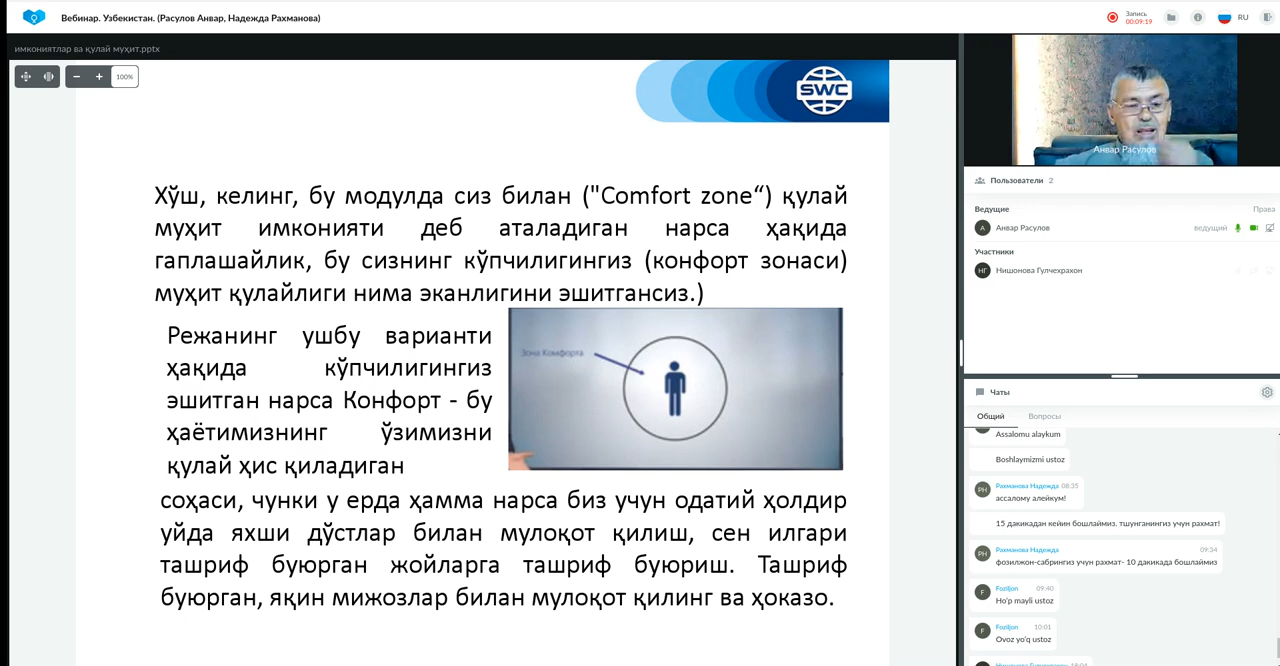 Вебинар. Узбекистан. (Расулов Анвар, Надежда Рахманова)
Запись
00:09:19
RU
имкониятлар ва қулай муҳит.pptx
100%
SWC
Хўш, келинг, бу модулда сиз билан ("Comfort zone“) қулай
муҳит имконияти деб аталадиган нарса ҳақида
гаплашайлик, бу сизнинг кўпчилигингиз (конфорт зонаси)
муҳит қулайлиги нима эканлигини эшитгансиз.)
Режанинг ушбу варианти
ҳақида кўпчилигингиз
эшитган нарса Конфорт - бу
ҳаётимизнинг ўзимизни
қулай ҳис қиладиган
Зона Комфорта
соҳаси, чунки у ерда ҳамма нарса биз учун одатий ҳолдир
уйда яхши дўстлар билан мулоқот қилиш, сен илгари
ташриф буюрган жойларга ташриф буюриш. Ташриф
буюрган, яқин мижозлар билан мулоқот қилинг ва ҳоказо.
Анвар Расулов
Пользователи 2
Ведущие Права
А Анвар Расулов ведущий
Участники
НГ Нишонова Гулчехрахон
Чаты
Общий Вопросы
Assalomu alaykum
Boshlaymizmi ustoz
РН Рахманова Надежда 08:35
ассалому алейкум!
15 дакикадан кейин бошлаймиз. тшунганингиз учун рахмат!
РН Рахманова Надежда 09:34
фозилжон-сабрингиз учун рахмат- 10 дакикада бошлаймиз
F Foziljon 09:40
Ho'p mayli ustoz
F Foziljon 10:01
Ovoz yo'q ustoz